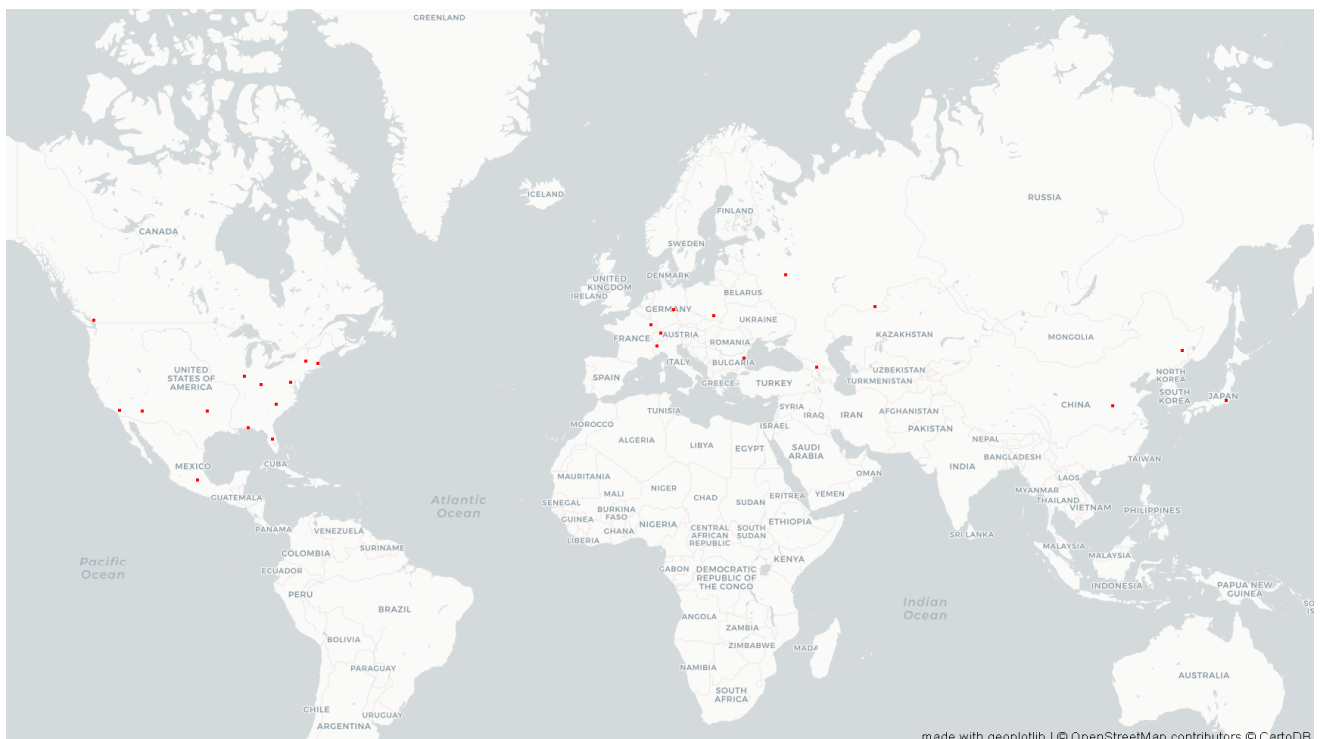 GREENLAND
ICELAND
RUSSIA
FINLAND
SWEDEN
CANADA
UNITED
KINGDOM
DENMARK
IRELAND
BELARUS
GERMANY
UKRAINE
FRANCE
AUSTRIA
ROMANIA
KAZAKHSTAN
MONGOLIA
ITALY
BULGARIA
UNITED
STATES OF
AMERICA
SPAIN
GREECE
TURKEY
UZBEKISTAN
TURKMENISTAN
NORTH
KOREA
SOUTH
KOREA
JAPAN
CHINA
TUNISIA
SYRIA
IRAQ
IRAN
AFGHANISTAN
MOROCCO
ISRAEL
PAKISTAN
ALGERIA
LIBYA
EGYPT
SAUDI
ARABIA
NEPAL
BANGLADESH
TAIWAN
MEXICO
CUBA
INDIA
OMAN
MAURITANIA
LAOS
GUATEMALA
MALI
NIGER
CHAD
SUDAN
ERITREA
YEMEN
MYANMAR
THAILAND
VIETNAM
PHILIPPINES
Atlantic
Ocean
SENEGAL
BURKINA
FASO
GUINEA
GHANA
NIGERIA
CENTRAL
AFRICAN
REPUBLIC
SOUTH
SUDAN
ETHIOPIA
PANAMA
VENEZUELA
LIBERIA
SRI LANKA
COLOMBIA
SURINAME
MALAYSIA
MALAYSIA
Pacific
Ocean
ECUADOR
GABON
DEMOCRATIC
REPUBLIC OF
THE CONGO
KENYA
INDONESIA
PAPUA NEW
GUINEA
PERU
BRAZIL
Indian
Ocean
SO
IS
ANGOLA
ZAMBIA
BOLIVIA
ZIMBABWE
MADA
PARAGUAY
NAMIBIA
AUSTRALIA
SOUTH
AFRICA
CHILE
URUGUAY
ARGENTINA
made with geoplotlib | © OpenStreetMap contributors © CartoDB